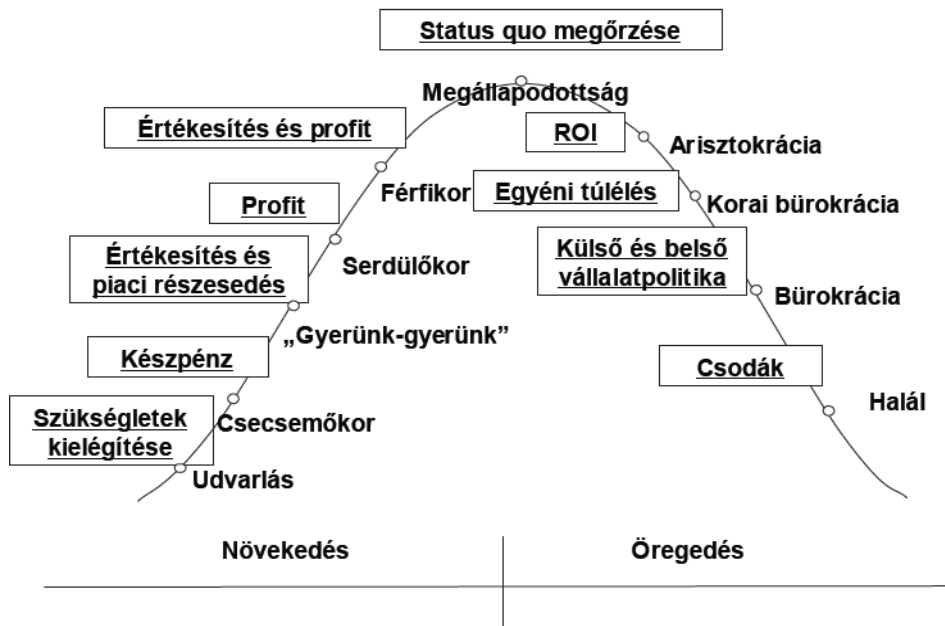 Status quo megőrzése
Megállapodottság
Értékesítés és profit
ROI
Arisztokrácia
Férfikor
Egyéni túlélés
Korai bürokrácia
Profit
Serdülőkor
Értékesítés és
piaci részesedés
Külső és belső
vállalatpolitika
Bürokrácia
„Gyerünk-gyerünk”
Készpénz
Csodák
Halál
Szükségletek
kielégítése
Csecsemőkor
Udvarlás
Növekedés
Öregedés